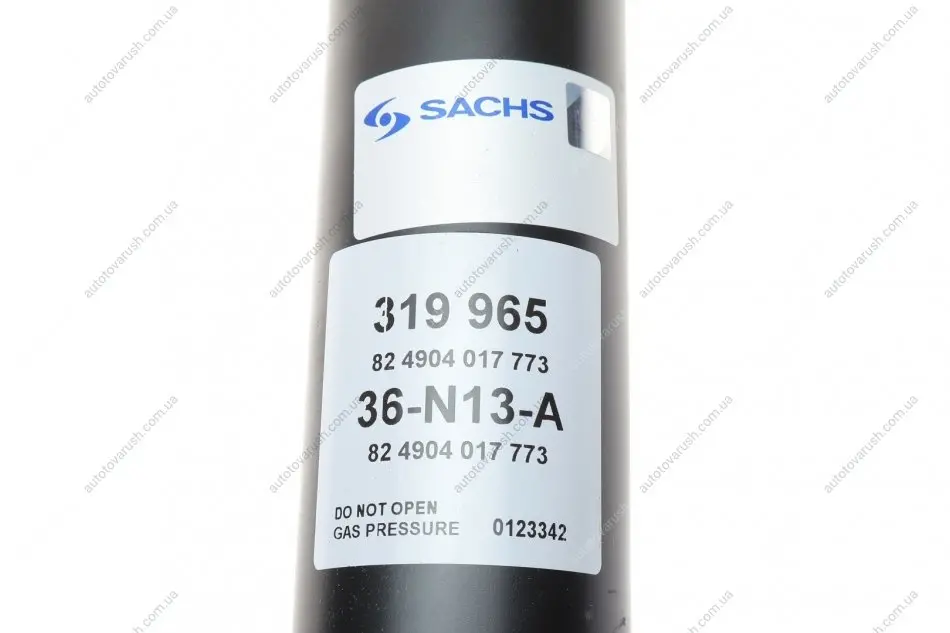 SACHS
319 965
82 4904 017 773
36-N13-A
82 4904 017 773
DO NOT OPEN
GAS PRESSURE 0123342
autotovarush.com.ua